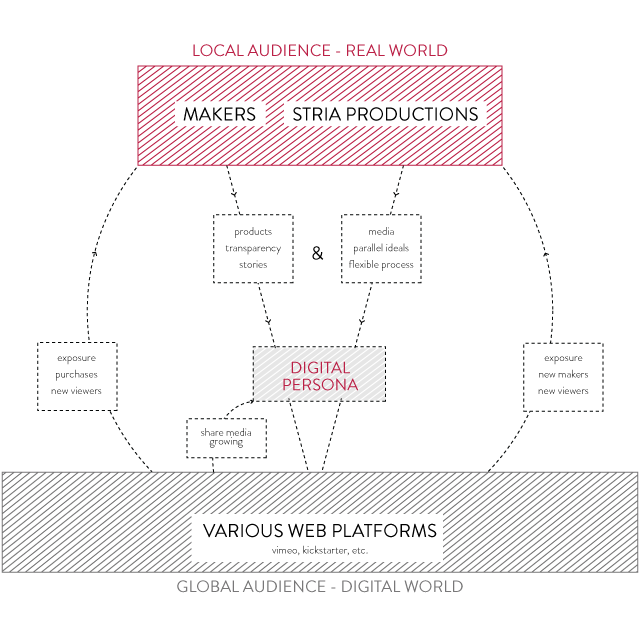 LOCAL AUDIENCE - REAL WORLD
MAKERS
STRIA PRODUCTIONS
products
transparency
stories
&
media
parallel ideals
flexible process
exposure
purchases
new viewers
DIGITAL
PERSONA
exposure
new makers
new viewers
share media
growing
VARIOUS WEB PLATFORMS
vimeo, kickstarter, etc.
GLOBAL AUDIENCE - DIGITAL WORLD